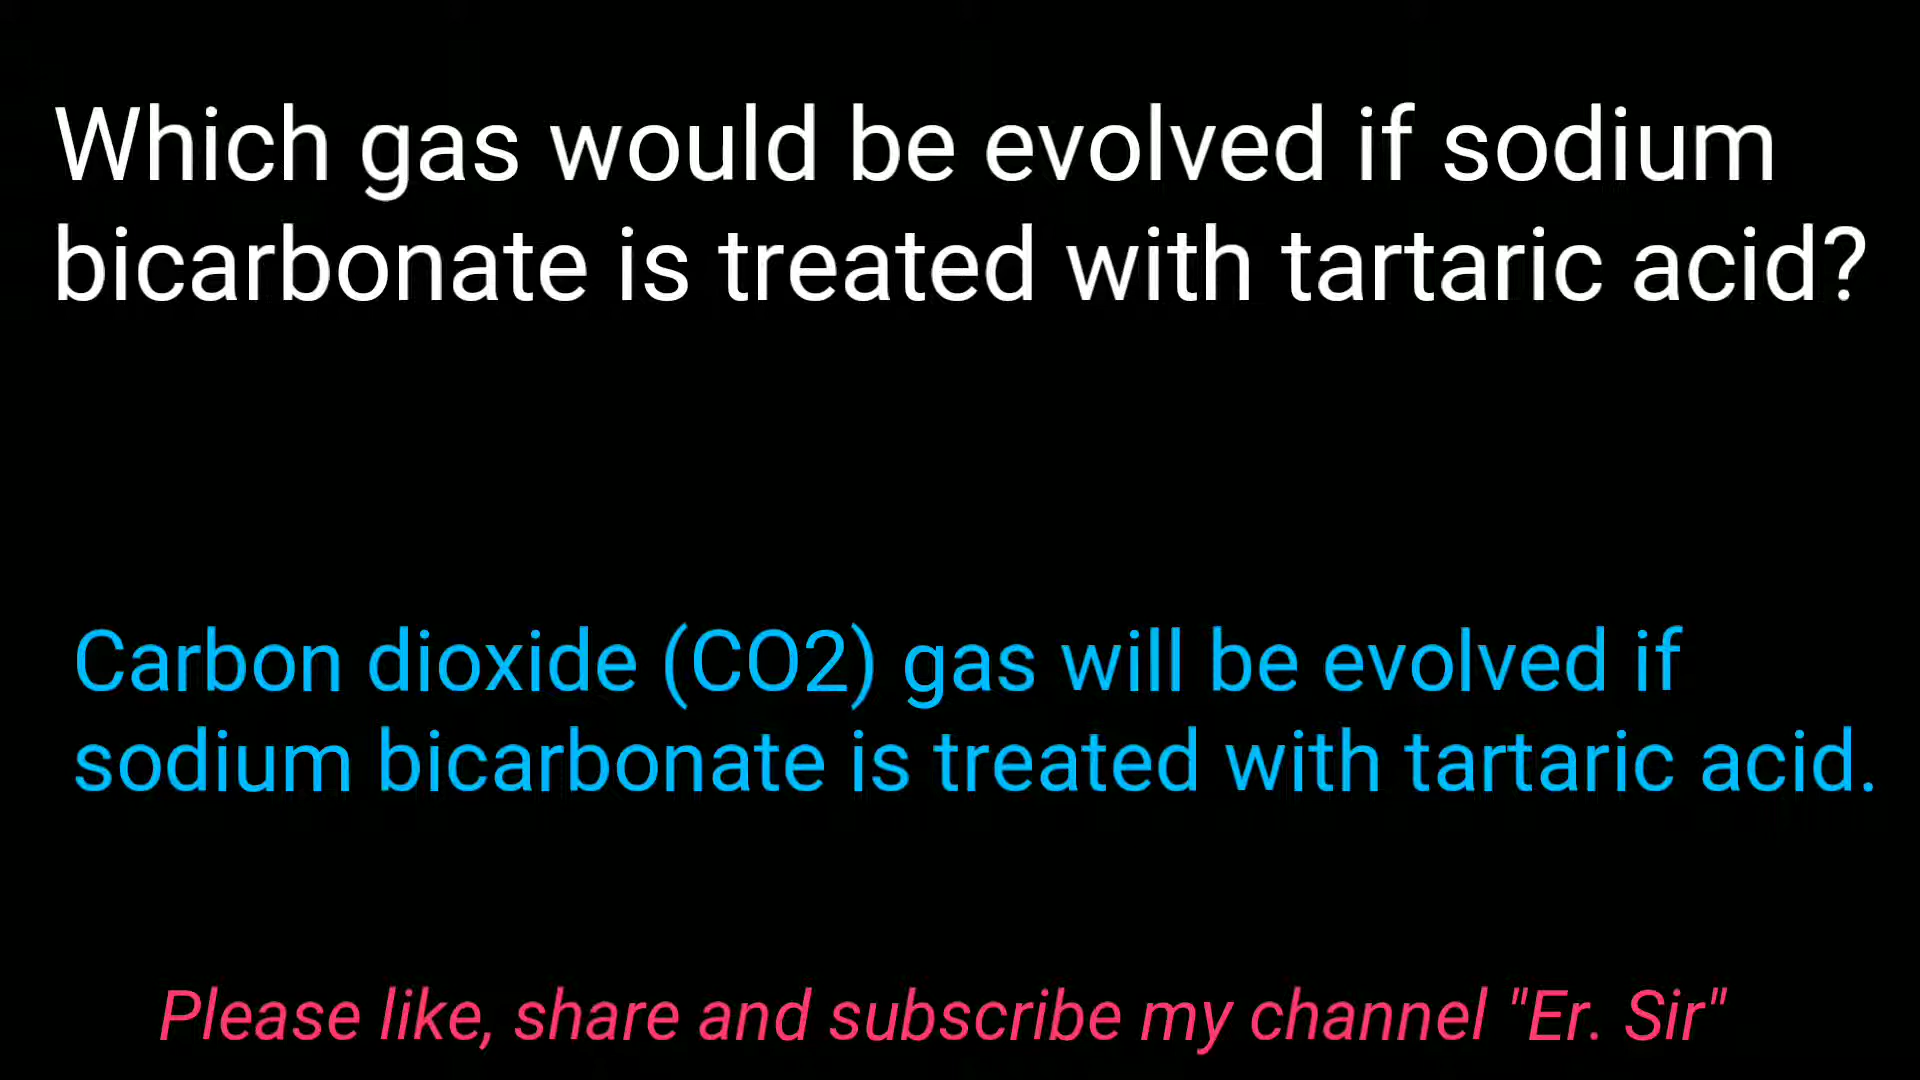 Which gas would be evolved if sodium
bicarbonate is treated with tartaric acid?
Carbon dioxide (CO2) gas will be evolved if
sodium bicarbonate is treated with tartaric acid.
Please like, share and subscribe my channel "Er. Sir"